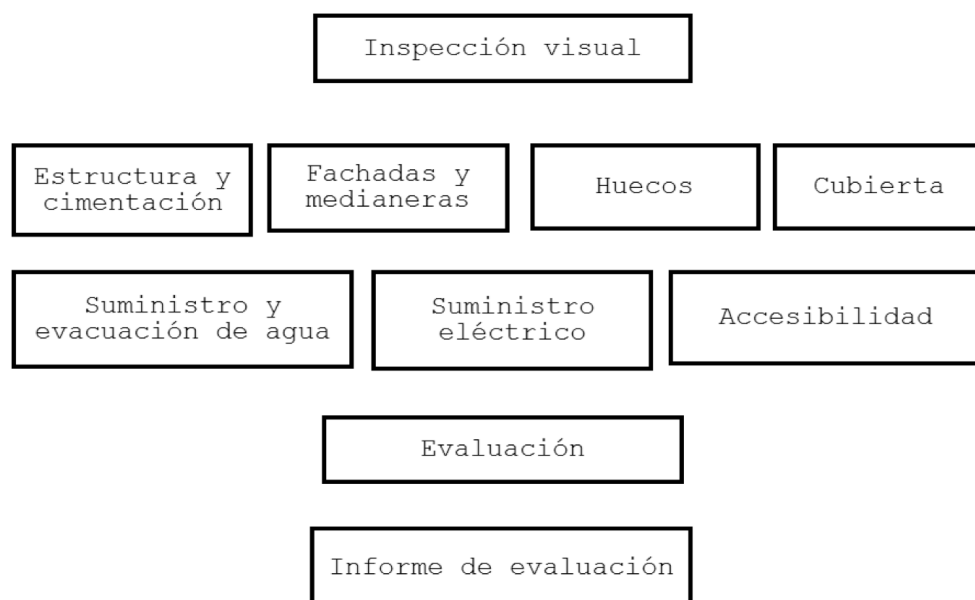 Inspección visual
Estructura y
cimentación
Fachadas y
medianeras
Huecos
Cubierta
Suministro y
evacuación de agua
Suministro
eléctrico
Accesibilidad
Evaluación
Informe de evaluación